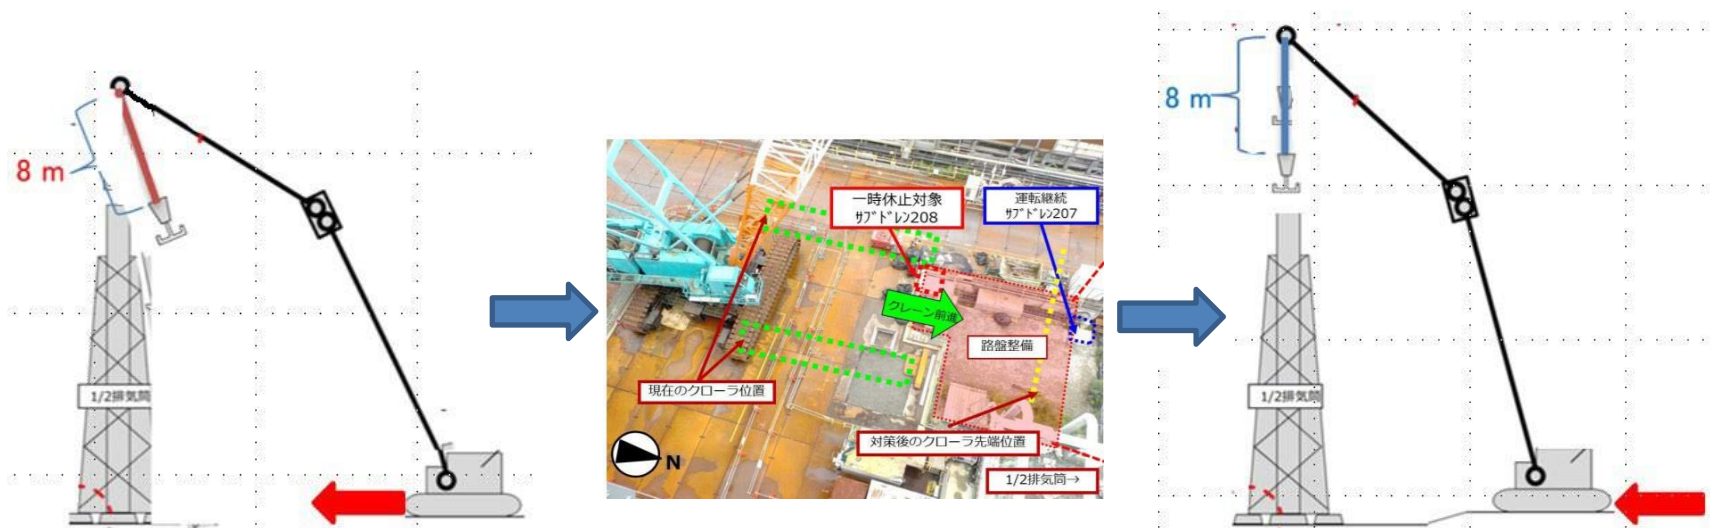 8 m
1/2排気筒
一時休止対象
ｻﾌﾞﾄﾞﾚﾝ208
運転継続
ｻﾌﾞﾄﾞﾚﾝ207
クレーン前進
路盤整備
現在のクローラ位置
対策後のクローラ先端位置
N
1/2排気筒→
8 m
1/2排気筒